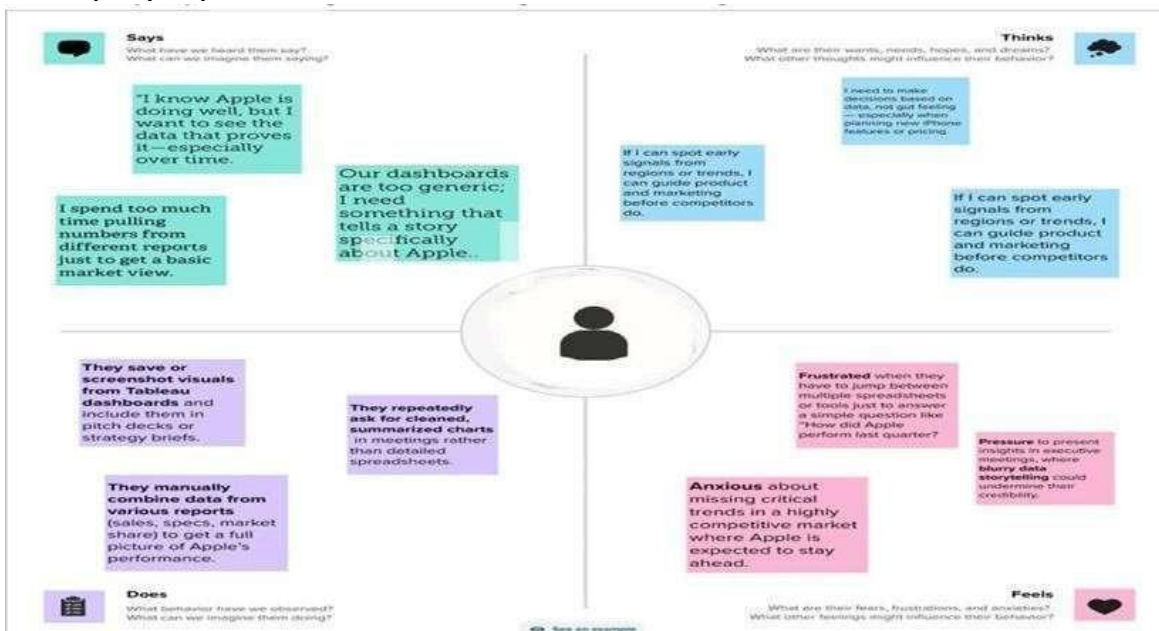 Says
What have we heard them say?
What can we imagine them saying?
"I know Apple is
doing well, but I
want to see the
data that proves
it—especially
over time.
Our dashboards
are too generic;
I need
something that
tells a story
specifically
about Apple..
I spend too much
time pulling
numbers from
different reports
just to get a basic
market view.
Thinks
What are their wants, needs, hopes, and dreams?
What other thoughts might influence their behavior?
I need to make
decisions based on
data, not gut feeling
— especially when
planning new iPhone
features or pricing
If I can spot early
signals from
regions or trends, I
can guide product
and marketing
before competitors
do.
If I can spot early
signals from
regions or trends, I
can guide product
and marketing
before competitors
do.
They save or
screenshot visuals
from Tableau
dashboards and
include them in
pitch decks or
strategy briefs.
They repeatedly
ask for cleaned,
summarized charts
in meetings rather
than detailed
spreadsheets.
They manually
combine data from
various reports
(sales, specs, market
share) to get a full
picture of Apple's
performance.
Does
What behavior have we observed?
What can we imagine them doing?
Frustrated when they
have to jump between
multiple spreadsheets
or tools just to answer
a simple question like
"How did Apple
perform last quarter?
Pressure to present
insights in executive
meetings, where
blurry data
storytelling could
undermine their
credibility.
Anxious about
missing critical
trends in a highly
competitive market
where Apple is
expected to stay
ahead.
Feels
What are their fears, frustrations, and anxieties?
What other feelings might influence their behavior?
See an example